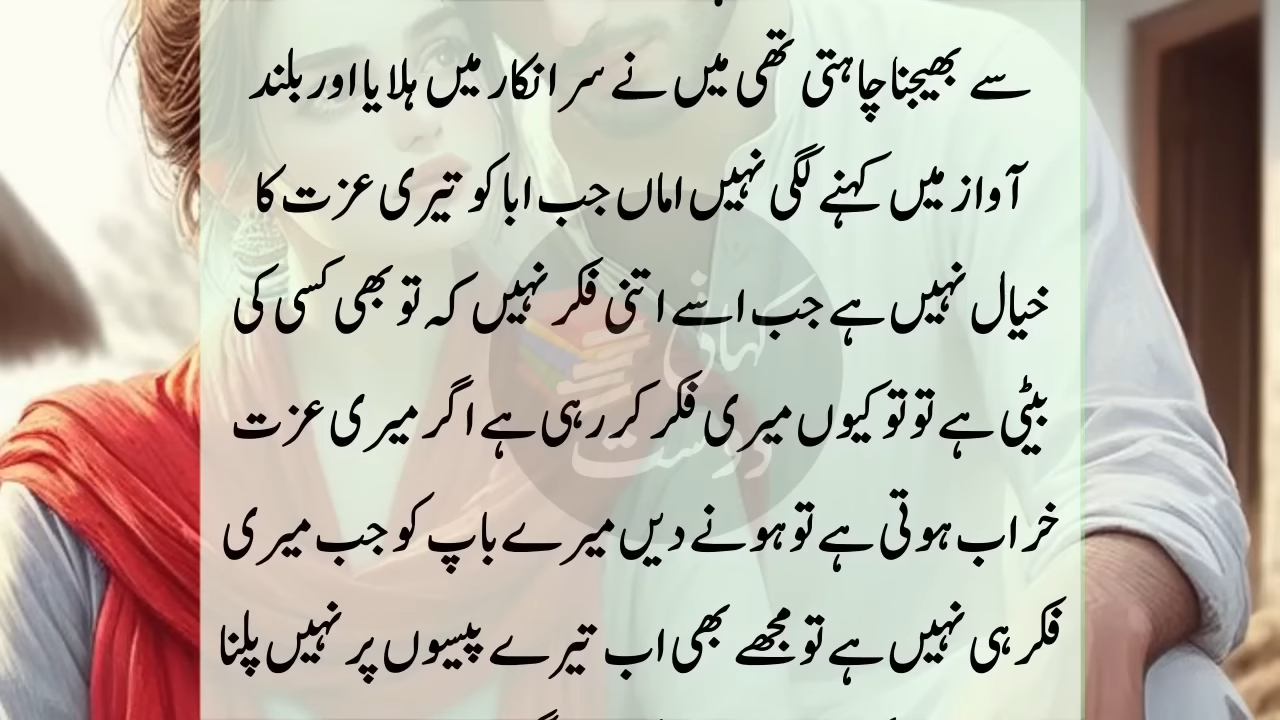 سے بھیجنا چاہتی تھی میں نے سر انکار میں ہلایا اور بلند
آواز میں کہنے لگی نہیں اماں جب ابا کو تیری عزت کا
خیال نہیں ہے جب اسے اتنی فکر نہیں کہ تو بھی کسی کی
بیٹی ہے تو تو کیوں میری فکر کر رہی ہے اگر میری عزت
خراب ہوتی ہے تو ہونے دیں میرے باپ کو جب میری
فکر ہی نہیں ہے تو مجھے بھی اب تیرے پیسوں پر نہیں پلنا
کہانی
دوست